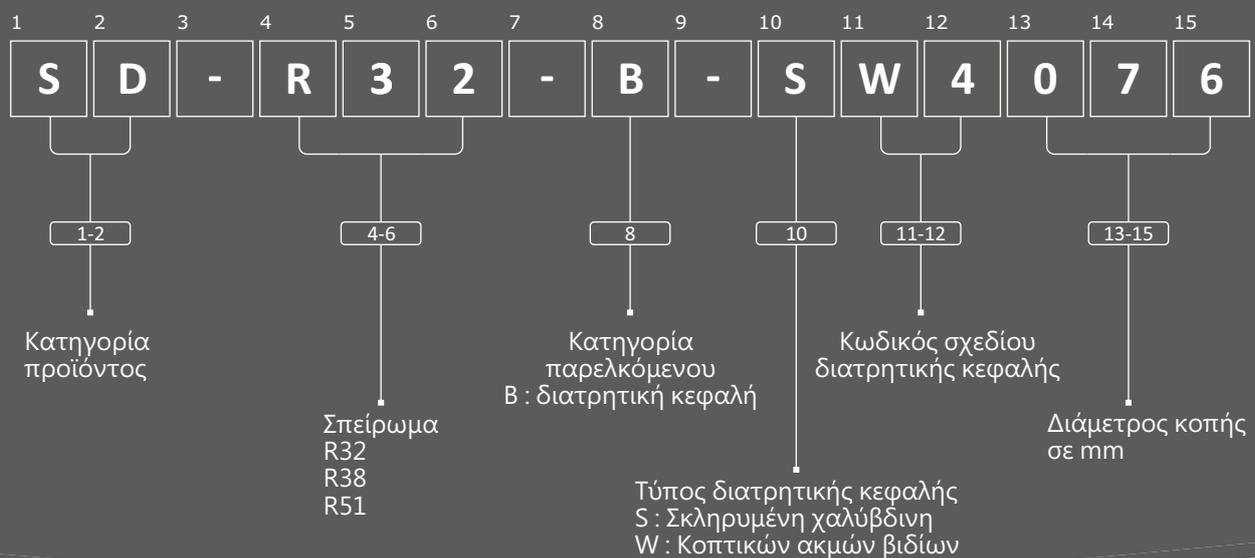 1 2 3 4 5 6 7 8 9 10 11 12 13 14 15
S D - R 3 2 - B - S W 4 0 7 6
1-2 4-6 8 10 11-12 13-15
Κατηγορία
προϊόντος
Σπείρωμα
R32
R38
R51
Κατηγορία
παρελκόμενου
B : διατρητική κεφαλή
Τύπος διατρητικής κεφαλής
S : Σκληρυμένη χαλύβδινη
W : Κοπτικών ακμών βιδίων
Κωδικός σχεδίου
διατρητικής κεφαλής
Διάμετρος κοπής
σε mm